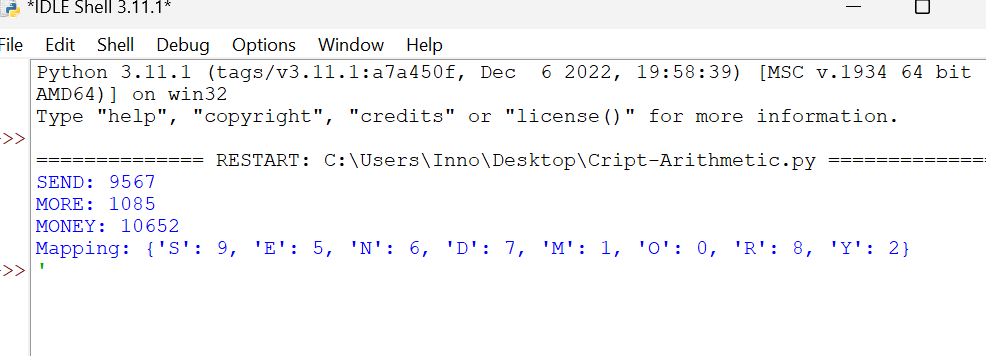 *IDLE Shell 3.11.1*
File Edit Shell Debug Options Window Help
Python 3.11.1 (tags/v3.11.1:a7a450f, Dec  6 2022, 19:58:39) [MSC v.1934 64 bit
AMD64)] on win32
Type "help", "copyright", "credits" or "license()" for more information.
>>
============== RESTART: C:\Users\Inno\Desktop\Cript-Arithmetic.py ==============
SEND: 9567
MORE: 1085
MONEY: 10652
Mapping: {'S': 9, 'E': 5, 'N': 6, 'D': 7, 'M': 1, 'O': 0, 'R': 8, 'Y': 2}
>> '